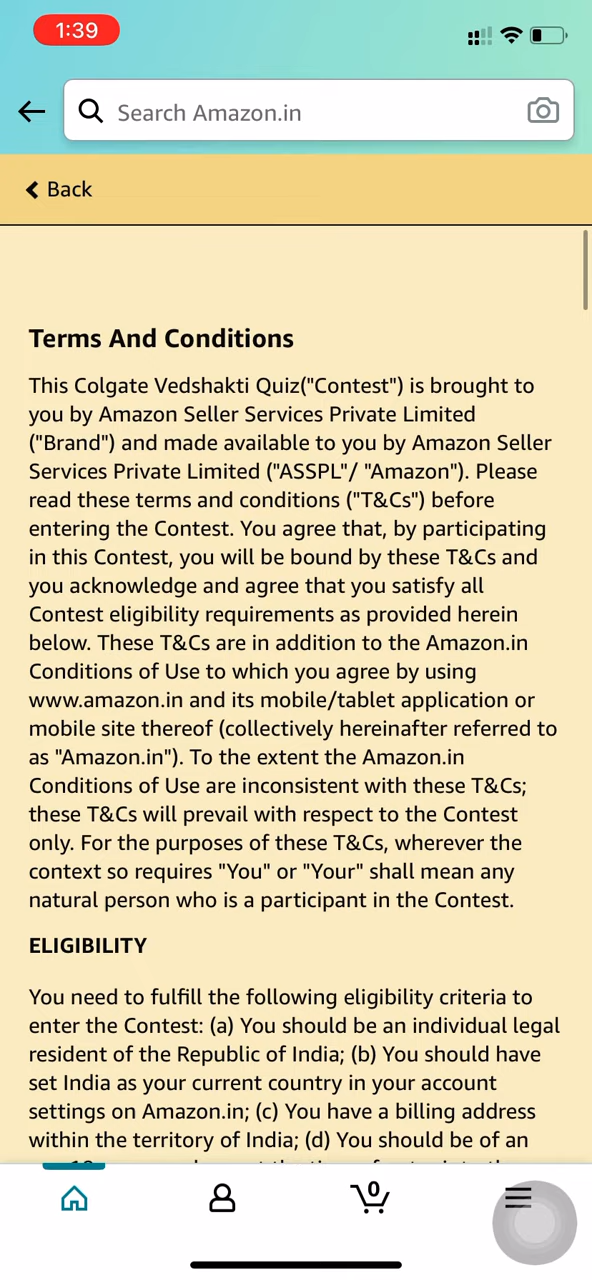 1:39
Search Amazon.in
Back
Terms And Conditions
This Colgate Vedshakti Quiz("Contest") is brought to
you by Amazon Seller Services Private Limited
("Brand") and made available to you by Amazon Seller
Services Private Limited ("ASSPL"/ "Amazon"). Please
read these terms and conditions ("T&Cs") before
entering the Contest. You agree that, by participating
in this Contest, you will be bound by these T&Cs and
you acknowledge and agree that you satisfy all
Contest eligibility requirements as provided herein
below. These T&Cs are in addition to the Amazon.in
Conditions of Use to which you agree by using
www.amazon.in and its mobile/tablet application or
mobile site thereof (collectively hereinafter referred to
as "Amazon.in"). To the extent the Amazon.in
Conditions of Use are inconsistent with these T&Cs;
these T&Cs will prevail with respect to the Contest
only. For the purposes of these T&Cs, wherever the
context so requires "You" or "Your" shall mean any
natural person who is a participant in the Contest.
ELIGIBILITY
You need to fulfill the following eligibility criteria to
enter the Contest: (a) You should be an individual legal
resident of the Republic of India; (b) You should have
set India as your current country in your account
settings on Amazon.in; (c) You have a billing address
within the territory of India; (d) You should be of an
0